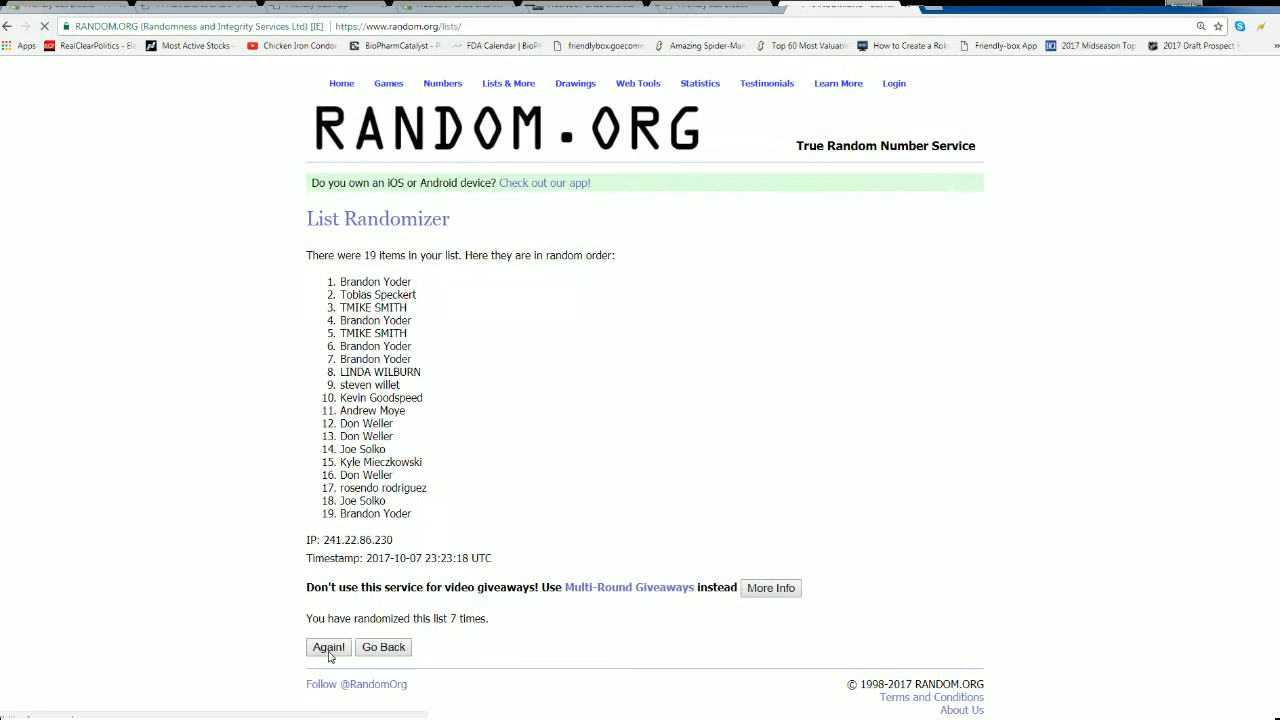 RANDOM.ORG (Randomness and Integrity Services Ltd) [IE] https://www.random.org/lists/
Apps RealClearPolitics - Ele Most Active Stocks - Chicken Iron Condor BioPharmCatalyst - P FDA Calendar | BioP friendlybox.gocomm Amazing Spider-Man Top 60 Most Valuab How to Create a Rok Friendly-box App 2017 Midseason Top 2017 Draft Prospect
Home Games Numbers Lists & More Drawings Web Tools Statistics Testimonials Learn More Login
RANDOM.ORG
True Random Number Service
Do you own an iOS or Android device? Check out our app!
List Randomizer
There were 19 items in your list. Here they are in random order:
1. Brandon Yoder
2. Tobias Speckert
3. TMIKE SMITH
4. Brandon Yoder
5. TMIKE SMITH
6. Brandon Yoder
7. Brandon Yoder
8. LINDA WILBURN
9. steven willet
10. Kevin Goodspeed
11. Andrew Moye
12. Don Weller
13. Don Weller
14. Joe Solko
15. Kyle Mieczkowski
16. Don Weller
17. rosendo rodriguez
18. Joe Solko
19. Brandon Yoder
IP: 241.22.86.230
Timestamp: 2017-10-07 23:23:18 UTC
Don't use this service for video giveaways! Use Multi-Round Giveaways instead More Info
You have randomized this list 7 times.
Again! Go Back
Follow @RandomOrg
© 1998-2017 RANDOM.ORG
Terms and Conditions
About Us